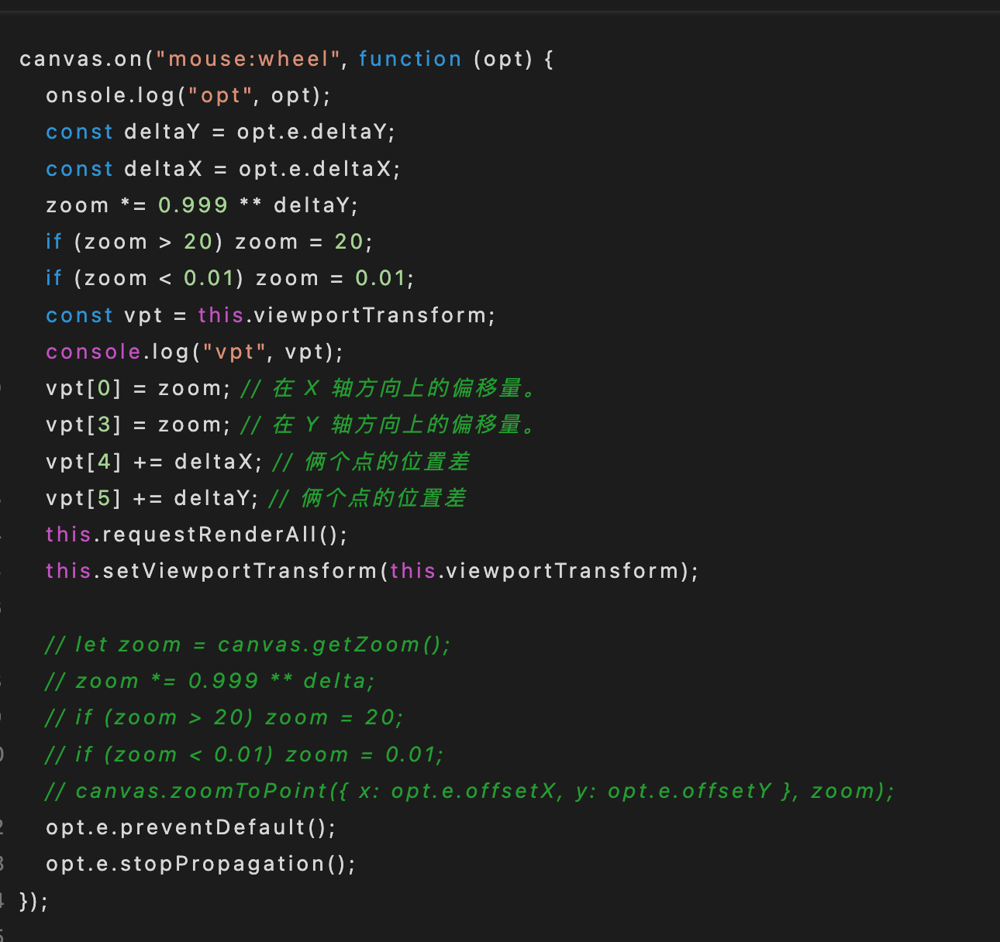 canvas.on("mouse:wheel", function (opt) {
onsole.log("opt", opt);
const deltaY = opt.e.deltaY;
const deltaX = opt.e.deltaX;
zoom *= 0.999 ** deltaY;
if (zoom > 20) zoom = 20;
if (zoom < 0.01) zoom = 0.01;
const vpt = this.viewportTransform;
console.log("vpt", vpt);
vpt[0] = zoom; // 在 X 轴方向上的偏移量。
vpt[3] = zoom; // 在 Y 轴方向上的偏移量。
vpt[4] += deltaX; // 俩个点的位置差
vpt[5] += deltaY; // 俩个点的位置差
this.requestRenderAll();
this.setViewportTransform(this.viewportTransform);
// let zoom = canvas.getZoom();
// zoom *= 0.999 ** delta;
// if (zoom > 20) zoom = 20;
// if (zoom < 0.01) zoom = 0.01;
// canvas.zoomToPoint({ x: opt.e.offsetX, y: opt.e.offsetY }, zoom);
opt.e.preventDefault();
opt.e.stopPropagation();
});